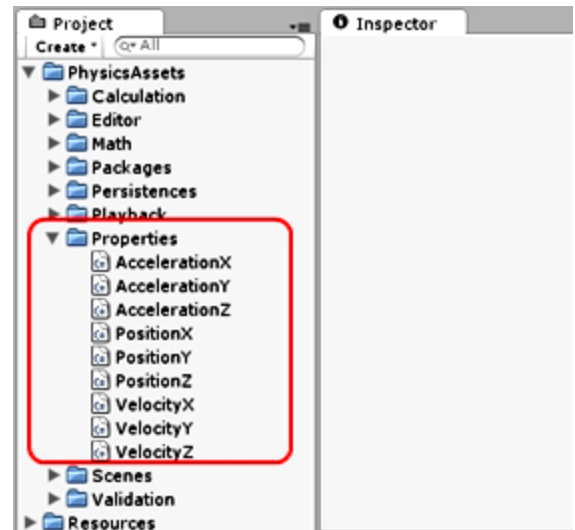 Project
Inspector
Create
All
PhysicsAssets
Calculation
Editor
Math
Packages
Persistences
Playback
Properties
AccelerationX
AccelerationY
AccelerationZ
PositionX
PositionY
PositionZ
VelocityX
VelocityY
VelocityZ
Scenes
Validation
Resources